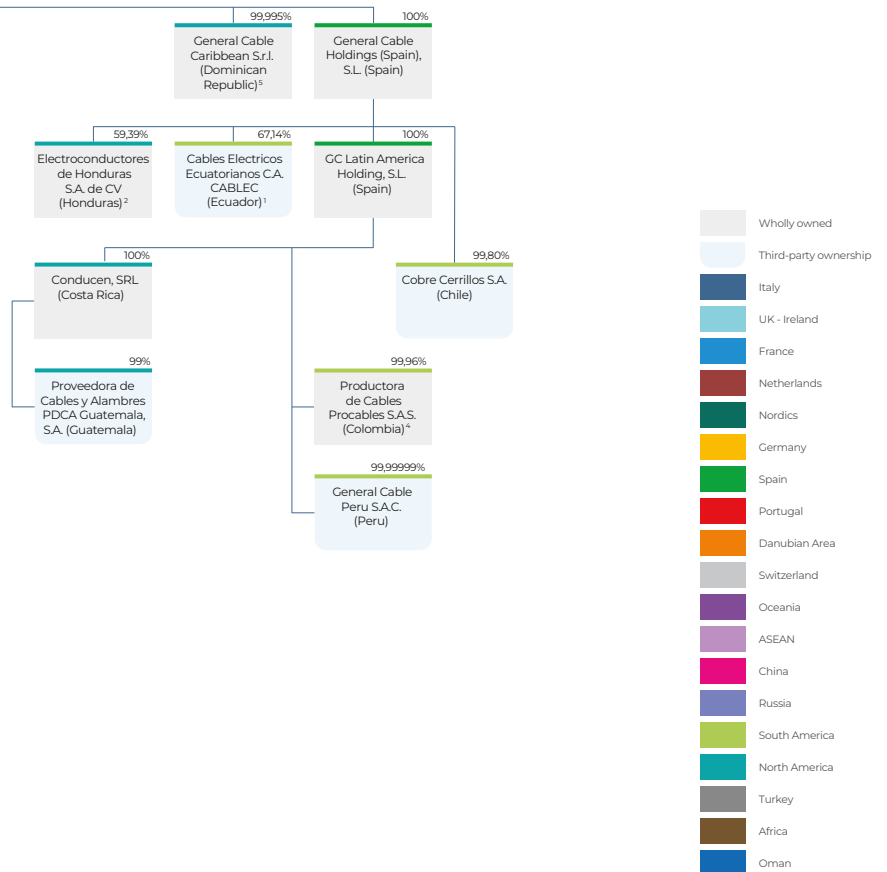 99,995%
General Cable
Caribbean S.r.l.
(Dominican
Republic)⁵
100%
General Cable
Holdings (Spain),
S.L. (Spain)
59,39%
Electroconductores
de Honduras
S.A. de CV
(Honduras)²
67,14%
Cables Electricos
Ecuatorianos C.A.
CABLEC
(Ecuador)¹
100%
GC Latin America
Holding, S.L.
(Spain)
100%
Conducen, SRL
(Costa Rica)
99,80%
Cobre Cerrillos S.A.
(Chile)
99%
Proveedora de
Cables y Alambres
PDCA Guatemala,
S.A. (Guatemala)
99,96%
Productora
de Cables
Procables S.A.S.
(Colombia)⁴
99,99999%
General Cable
Peru S.A.C.
(Peru)
Wholly owned
Third-party ownership
Italy
UK - Ireland
France
Netherlands
Nordics
Germany
Spain
Portugal
Danubian Area
Switzerland
Oceania
ASEAN
China
Russia
South America
North America
Turkey
Africa
Oman